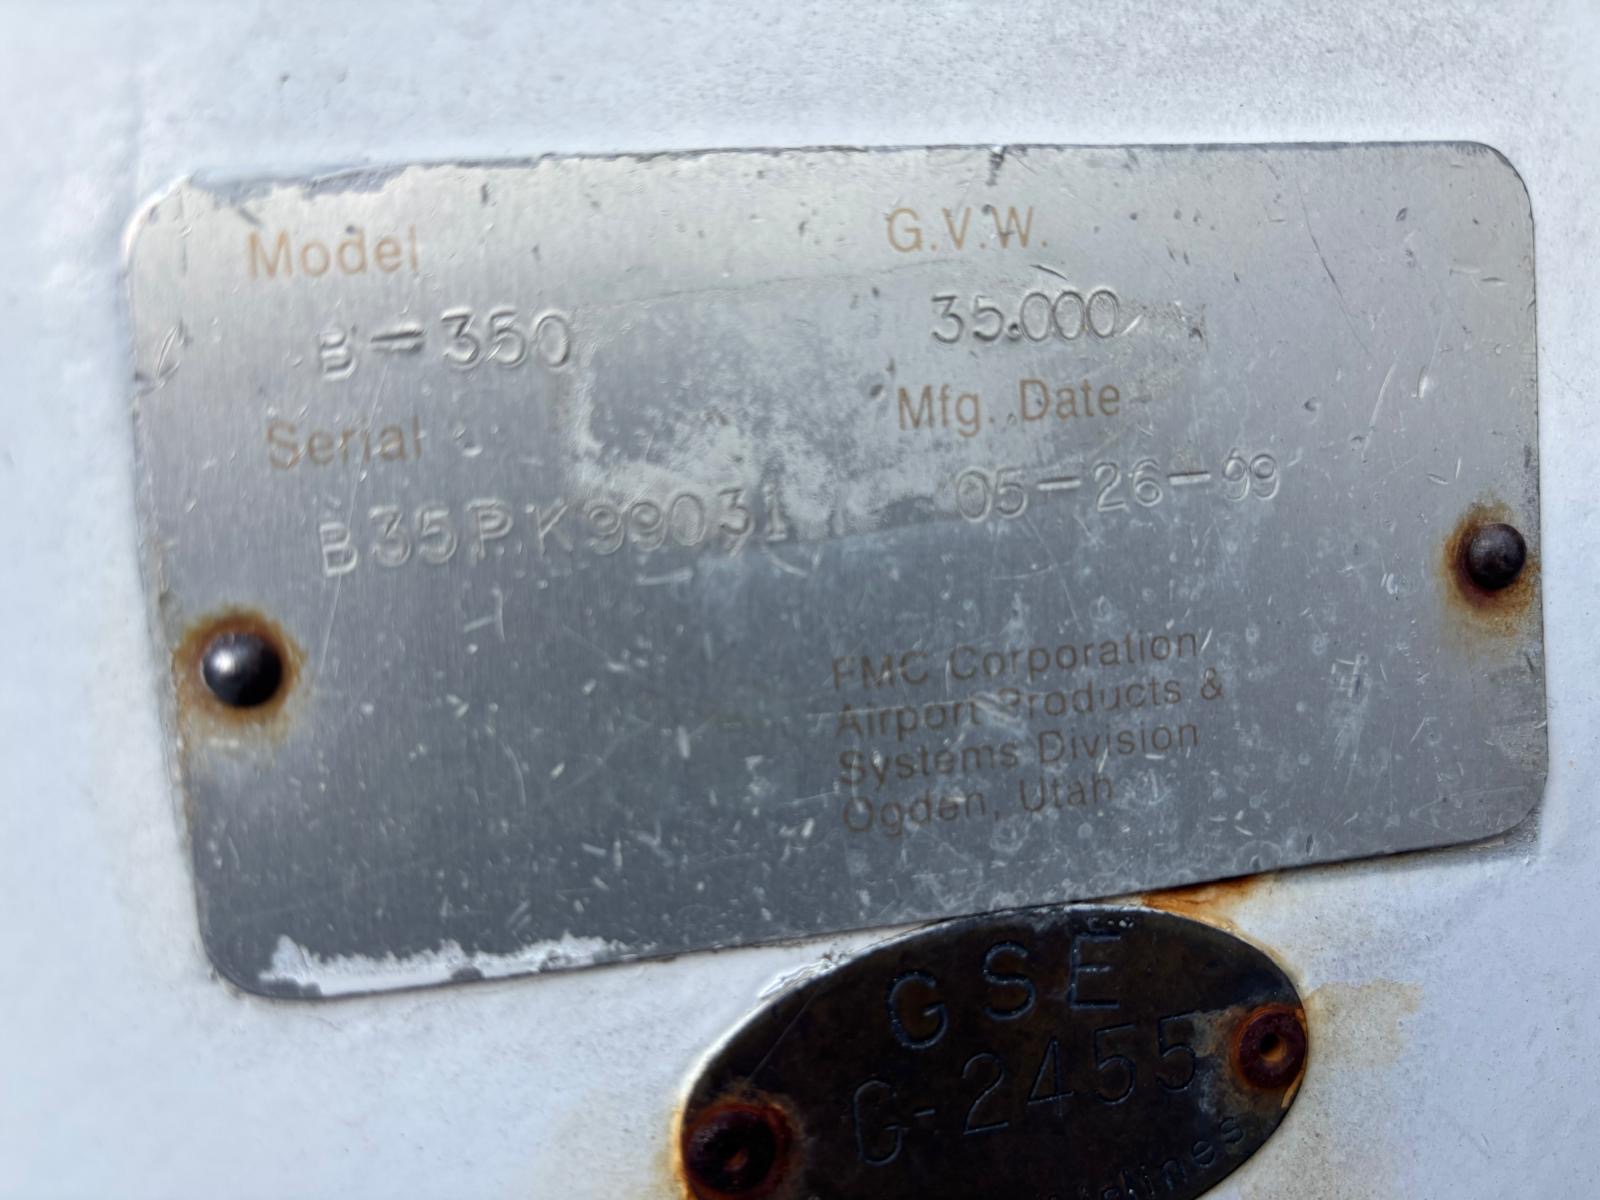 Model
B-350
Serial
B35PK99031
G.V.W.
35.000
Mfg. Date
05-26-99
FMC Corporation
Airport Products &
Systems Division
Ogden, Utah
GSE
G-2455